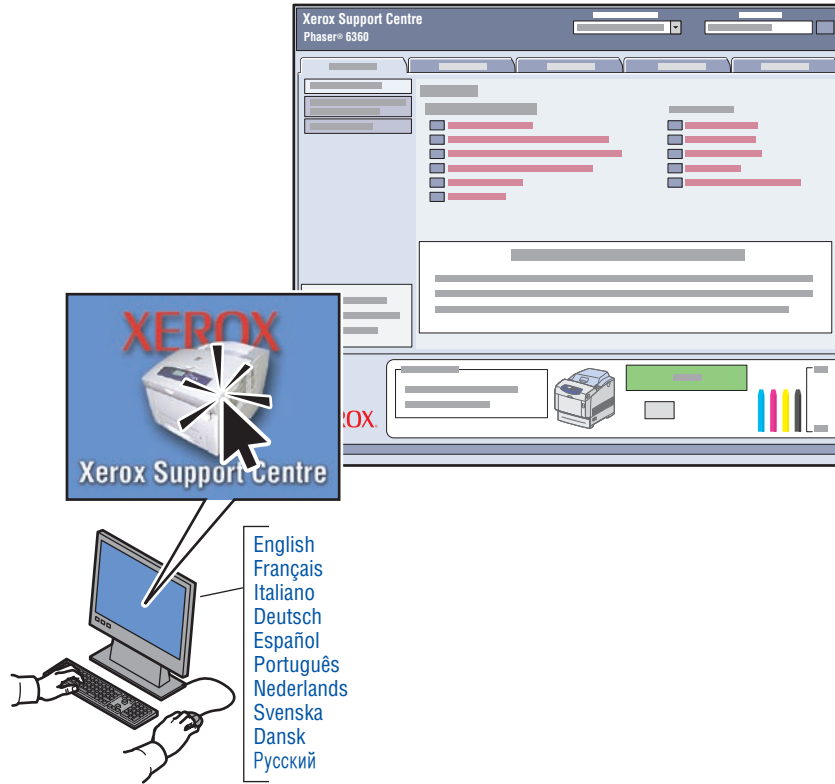 Xerox Support Centre
Phaser® 6360
XEROX
Xerox Support Centre
ROX.
English
Français
Italiano
Deutsch
Español
Português
Nederlands
Svenska
Dansk
Русский